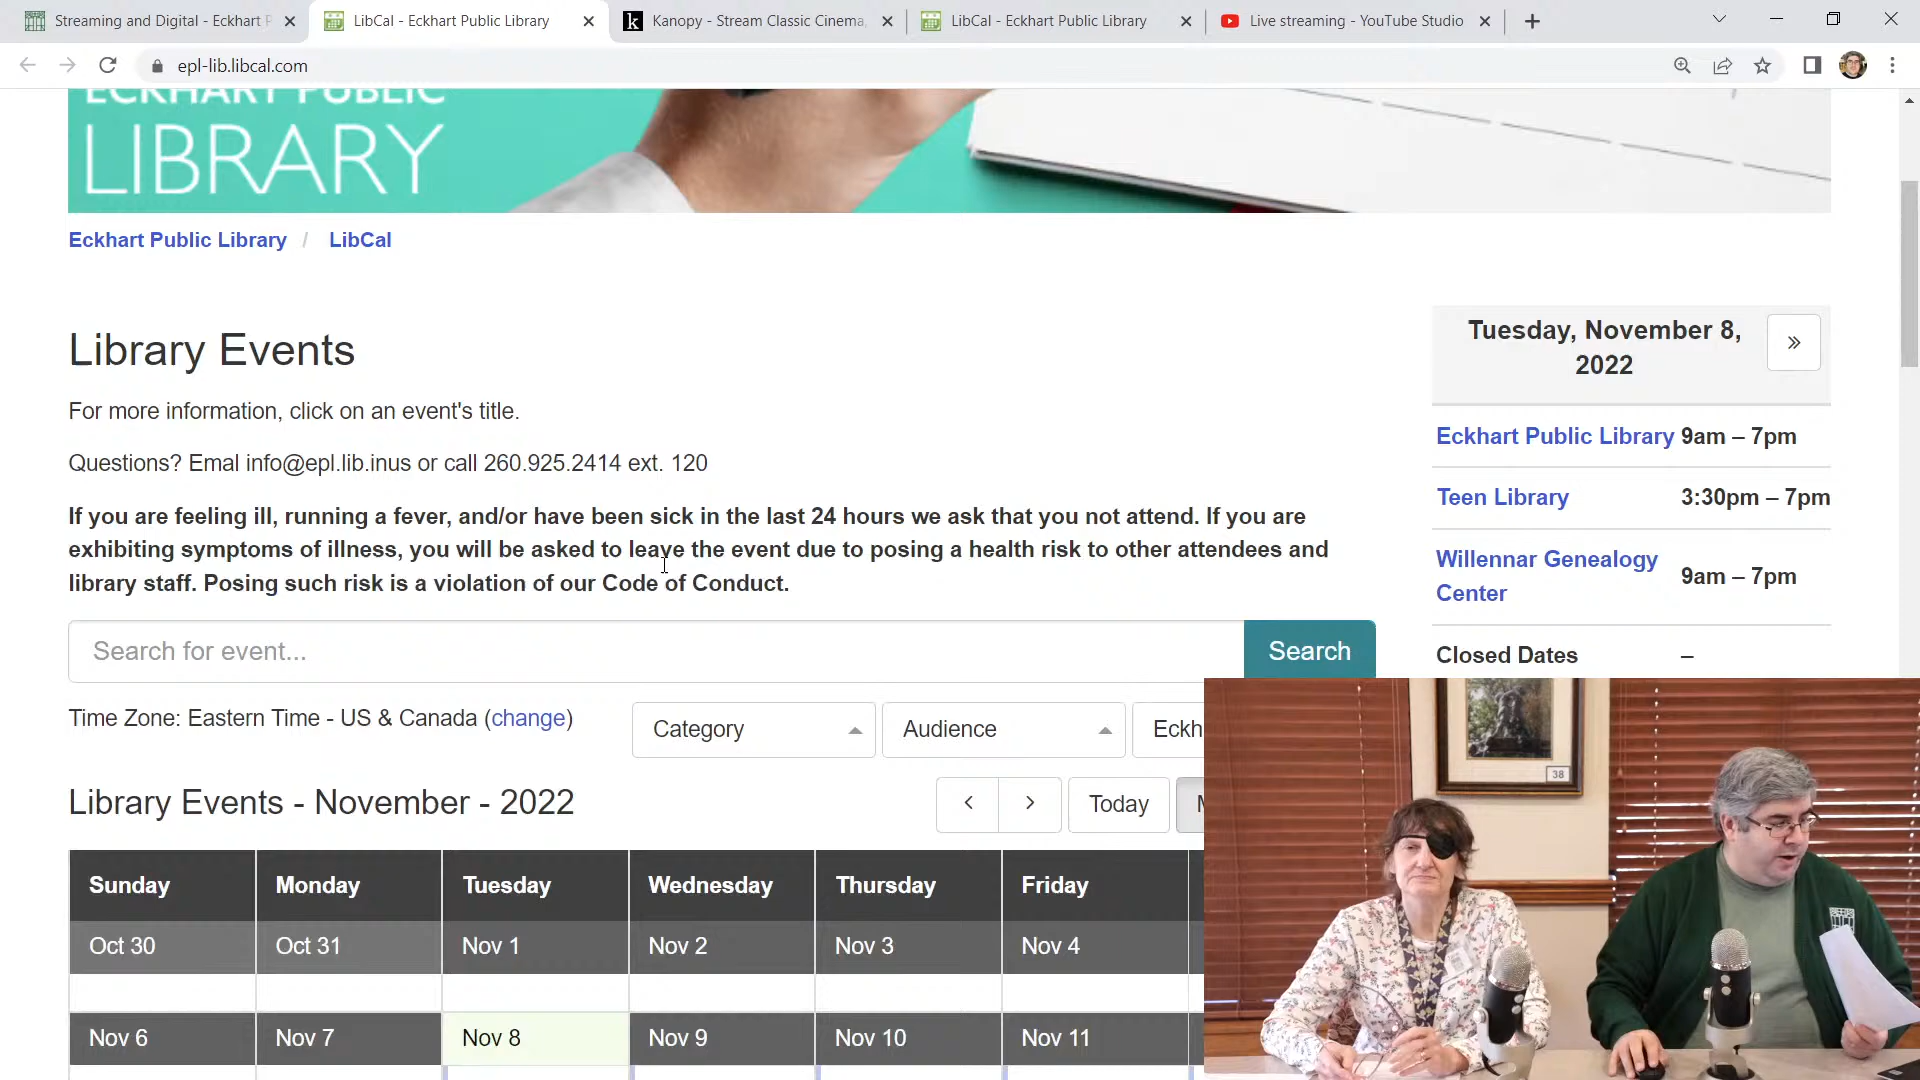 Streaming and Digital - Eckhart P
LibCal - Eckhart Public Library
k Kanopy - Stream Classic Cinema,
LibCal - Eckhart Public Library
Live streaming - YouTube Studio
epl-lib.libcal.com
ECKHART PUBLIC
LIBRARY
Eckhart Public Library / LibCal
Library Events
For more information, click on an event's title.
Questions? Emal info@epl.lib.inus or call 260.925.2414 ext. 120
If you are feeling ill, running a fever, and/or have been sick in the last 24 hours we ask that you not attend. If you are
exhibiting symptoms of illness, you will be asked to leave the event due to posing a health risk to other attendees and
library staff. Posing such risk is a violation of our Code of Conduct.
Search for event... Search
Time Zone: Eastern Time - US & Canada (change)
Category Audience Eckh
Library Events - November - 2022
Today
Sunday Monday Tuesday Wednesday Thursday Friday
Oct 30 Oct 31 Nov 1 Nov 2 Nov 3 Nov 4
Nov 6 Nov 7 Nov 8 Nov 9 Nov 10 Nov 11
Tuesday, November 8,
2022
»
Eckhart Public Library 9am – 7pm
Teen Library 3:30pm – 7pm
Willennar Genealogy
Center 9am – 7pm
Closed Dates –
38